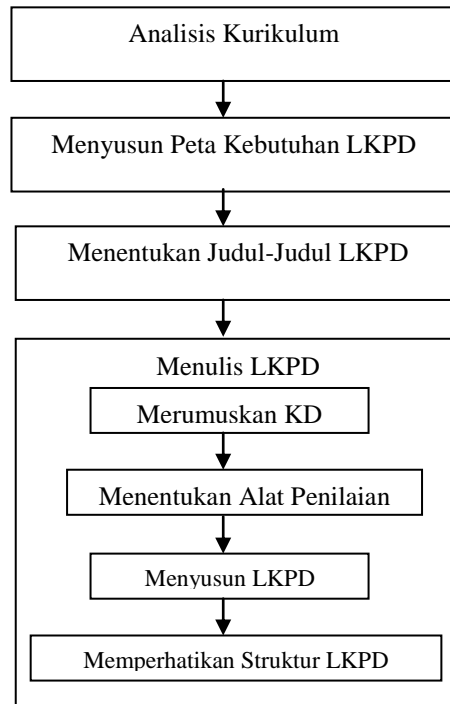 Analisis Kurikulum
Menyusun Peta Kebutuhan LKPD
Menentukan Judul-Judul LKPD
Menulis LKPD
Merumuskan KD
Menentukan Alat Penilaian
Menyusun LKPD
Memperhatikan Struktur LKPD